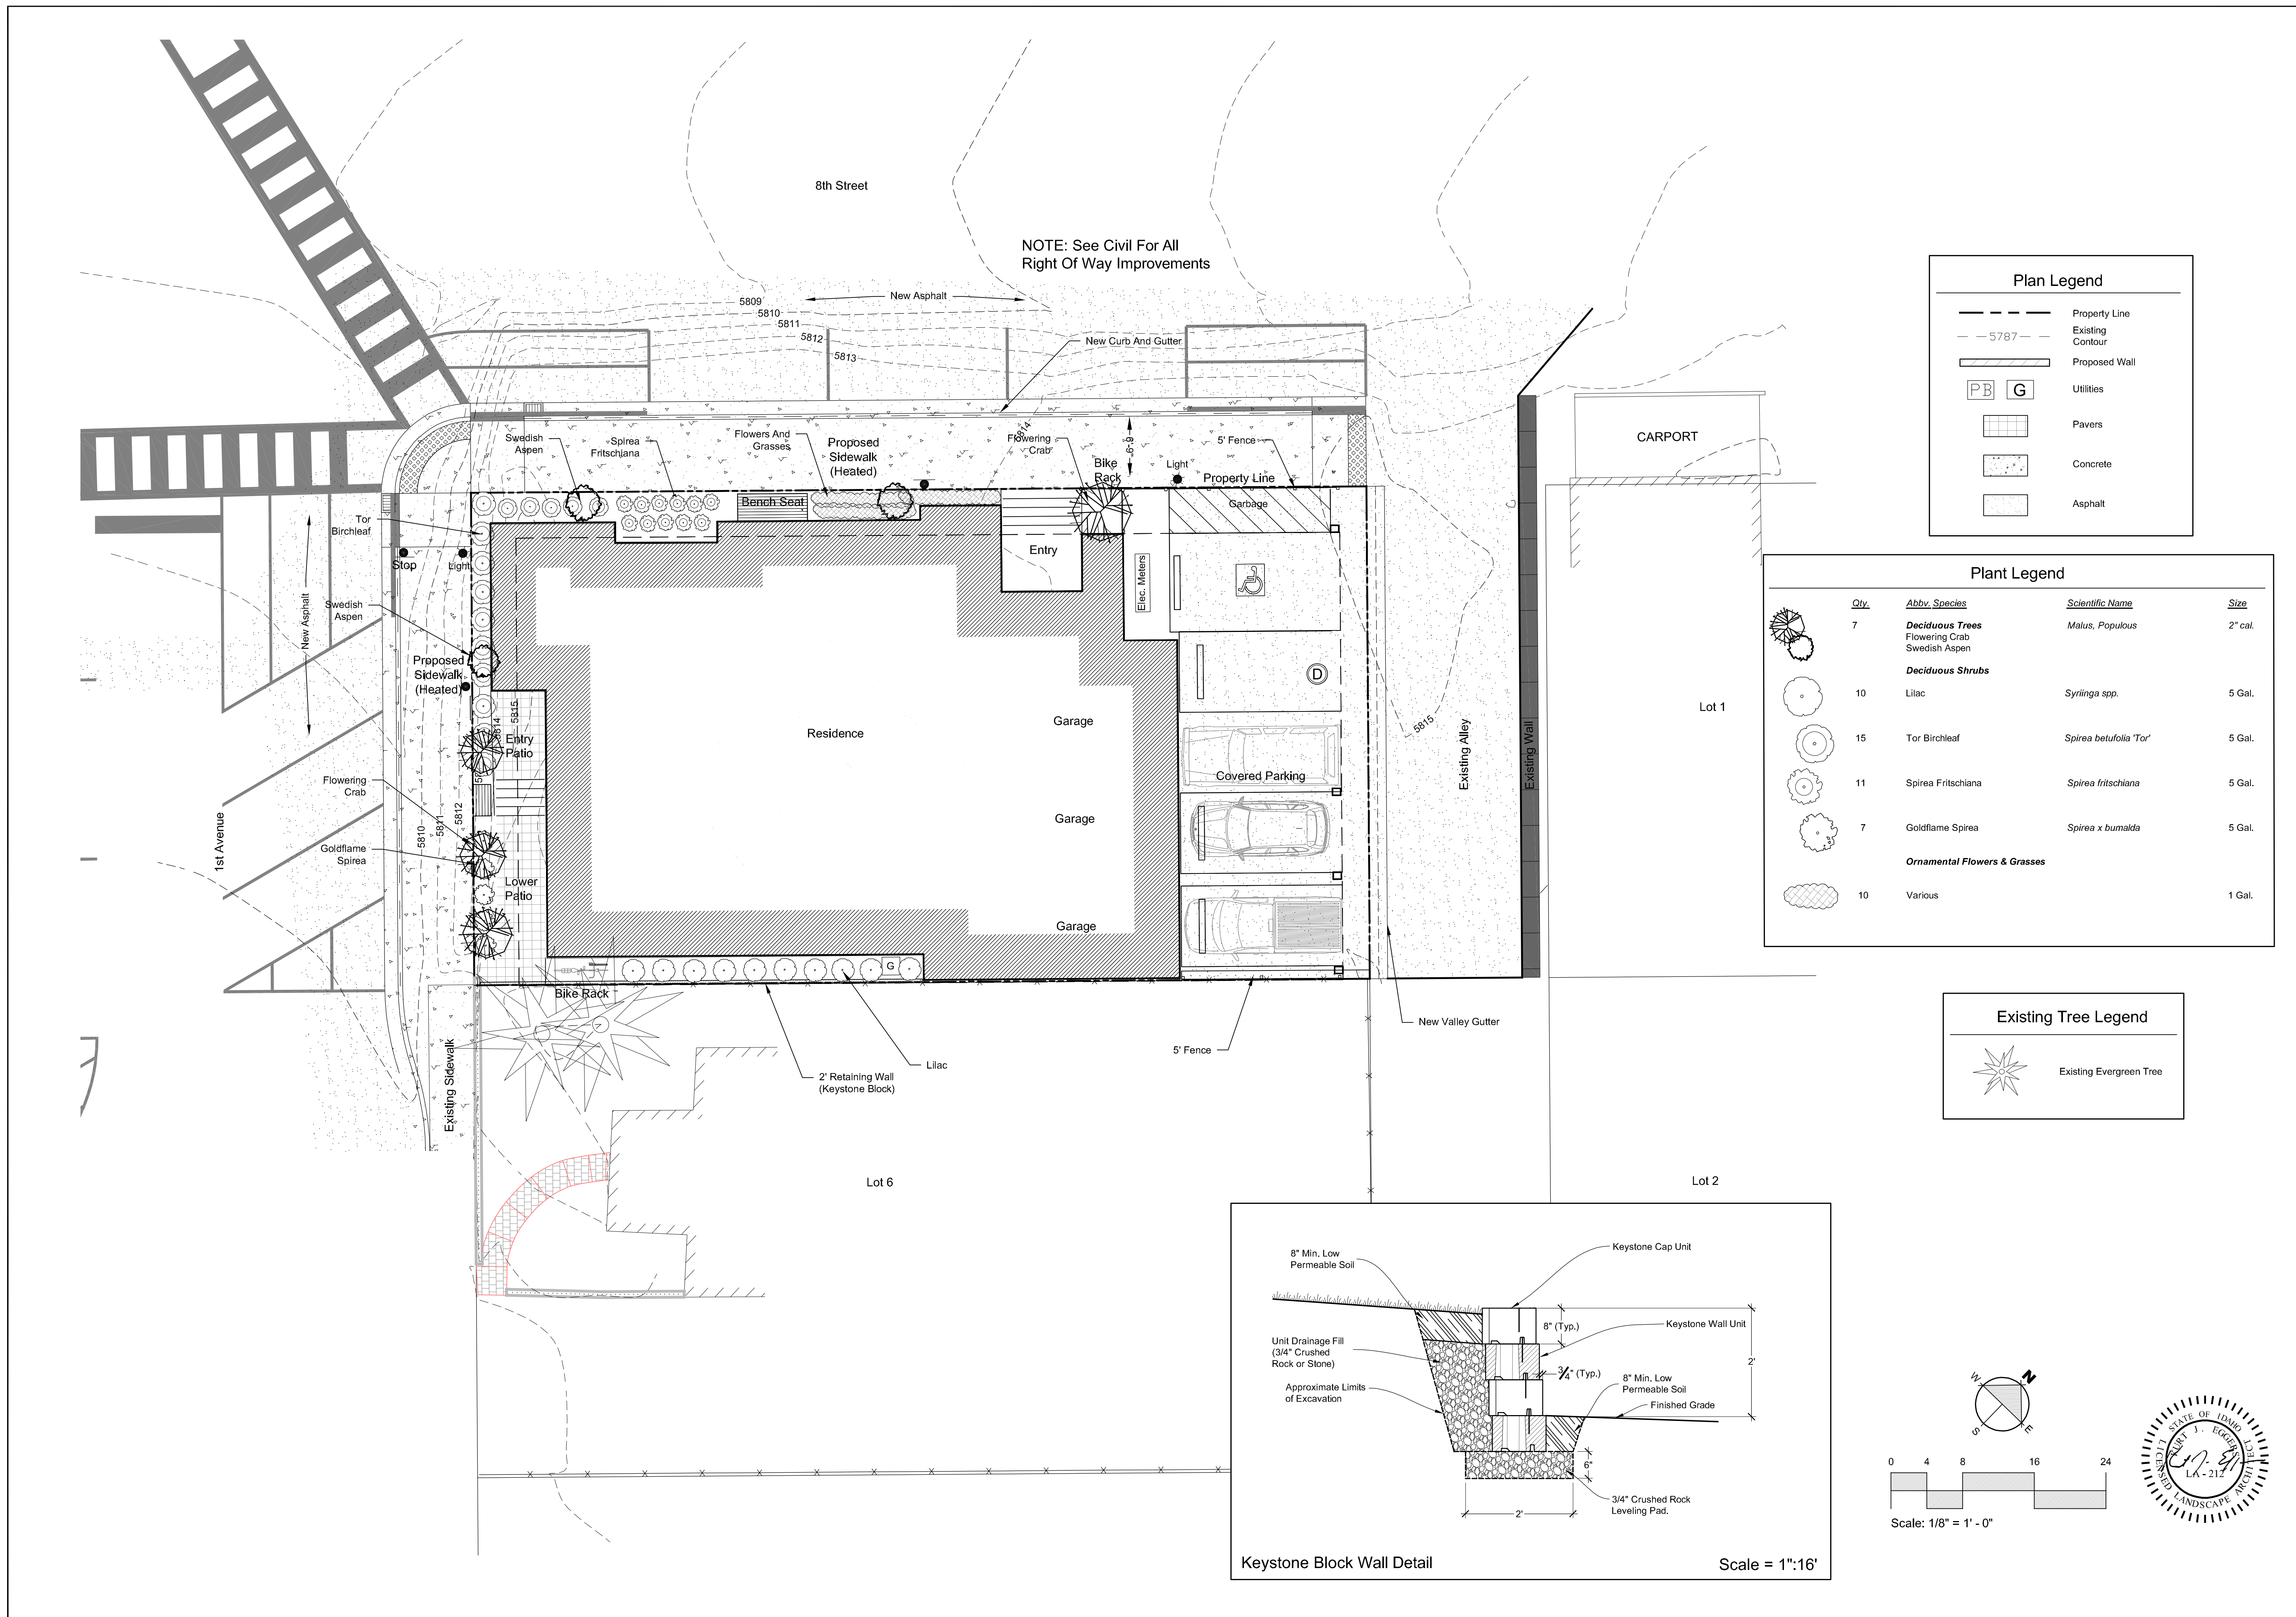 8th Street
NOTE: See Civil For All
Right Of Way Improvements
5809
New Asphalt
5810
5811
5812
5813
New Curb And Gutter
5814
Swedish
Aspen
Spirea
Fritschiana
Flowers And
Grasses
Proposed
Sidewalk
(Heated)
Flowering
Crab
6'-9"
5' Fence
Bike
Rack
Light
Property Line
Bench Seat
Garbage
CARPORT
Tor
Birchleaf
Stop
Light
Entry
Elec. Meters
New Asphalt
Swedish
Aspen
Proposed
Sidewalk
(Heated)
D
5814
5815
Entry
Patio
Residence
Garage
Covered Parking
5815
Existing Alley
Existing Wall
Lot 1
Flowering
Crab
5810
5811
5812
1st Avenue
Goldflame
Spirea
Garage
Lower
Patio
Garage
G
Bike Rack
New Valley Gutter
5' Fence
Existing Sidewalk
2' Retaining Wall
(Keystone Block)
Lilac
Lot 6
Lot 2
Plan Legend
Property Line
5787
Existing
Contour
Proposed Wall
PB G
Utilities
Pavers
Concrete
Asphalt
Plant Legend
Qty. Abbv. Species Scientific Name Size
7 Deciduous Trees Malus, Populous 2" cal.
Flowering Crab
Swedish Aspen
Deciduous Shrubs
10 Lilac Syriinga spp. 5 Gal.
15 Tor Birchleaf Spirea betufolia 'Tor' 5 Gal.
11 Spirea Fritschiana Spirea fritschiana 5 Gal.
7 Goldflame Spirea Spirea x bumalda 5 Gal.
Ornamental Flowers & Grasses
10 Various 1 Gal.
Existing Tree Legend
Existing Evergreen Tree
8" Min. Low
Permeable Soil
Keystone Cap Unit
8" (Typ.)
Keystone Wall Unit
Unit Drainage Fill
(3/4" Crushed
Rock or Stone)
2'
3/4" (Typ.)
8" Min. Low
Permeable Soil
Approximate Limits
of Excavation
Finished Grade
6"
3/4" Crushed Rock
Leveling Pad.
2'
Keystone Block Wall Detail
Scale = 1":16'
W N
S E
0 4 8 16 24
Scale: 1/8" = 1' - 0"
STATE OF IDAHO
KURT J. EGGERS
LA - 212
LICENSED LANDSCAPE ARCHITECT